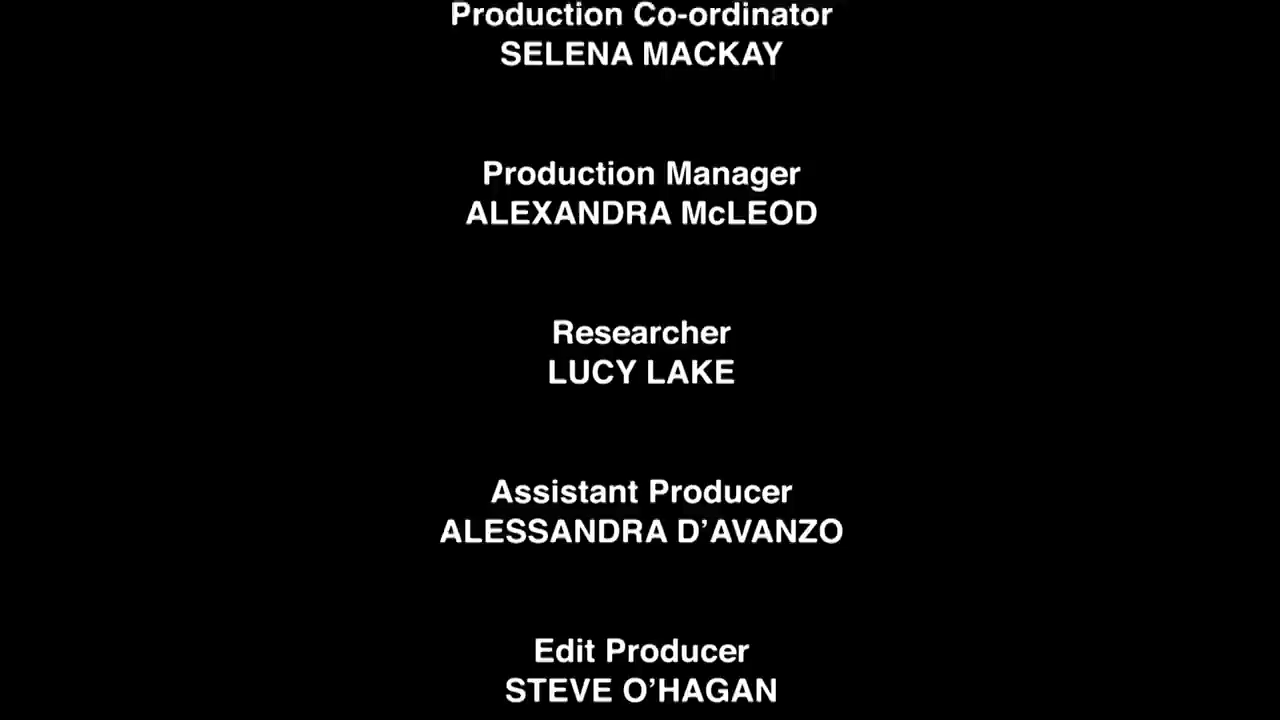 Production Co-ordinator
SELENA MACKAY
Production Manager
ALEXANDRA McLEOD
Researcher
LUCY LAKE
Assistant Producer
ALESSANDRA D’AVANZO
Edit Producer
STEVE O’HAGAN